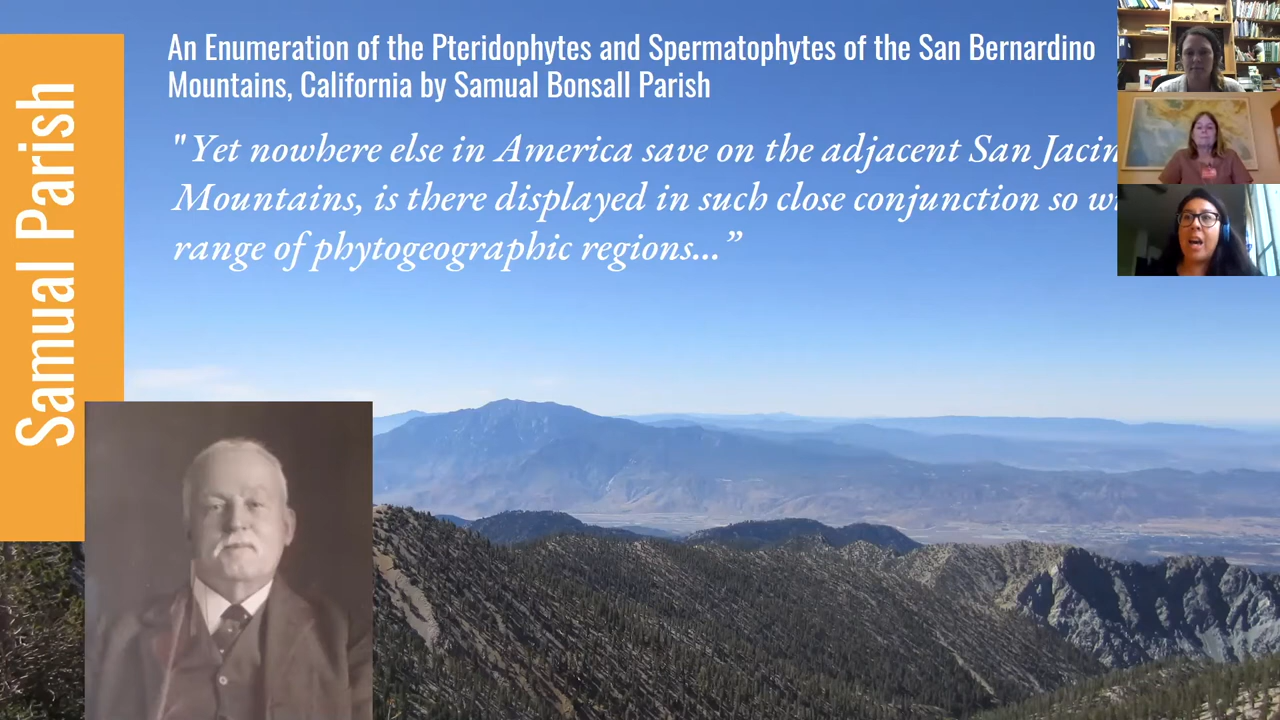 Samual Parish
An Enumeration of the Pteridophytes and Spermatophytes of the San Bernardino
Mountains, California by Samual Bonsall Parish
"Yet nowhere else in America save on the adjacent San
Mountains, is there displayed in such close conjunction so
range of phytogeographic regions...”